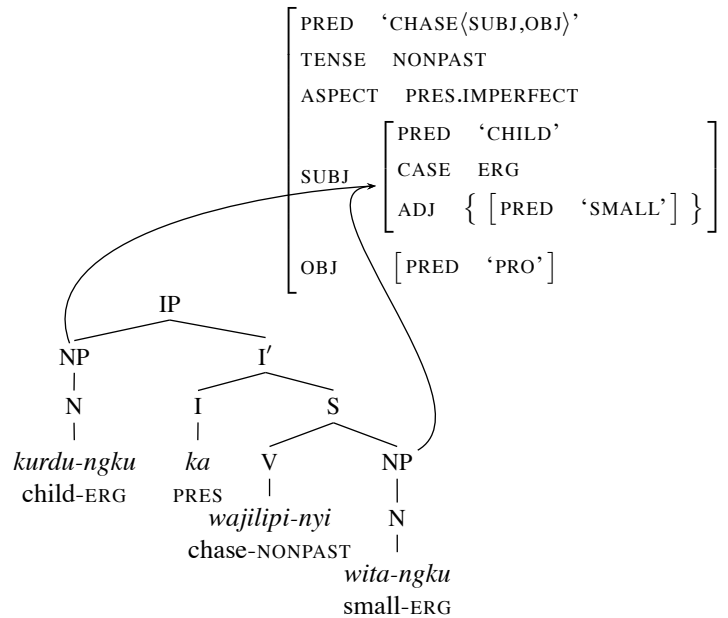 PRED ‘CHASE⟨SUBJ,OBJ⟩’
TENSE NONPAST
ASPECT PRES.IMPERFECT
SUBJ
PRED ‘CHILD’
CASE ERG
ADJ { [PRED ‘SMALL’] }
OBJ [PRED ‘PRO’]
IP
NP I′
N I S
kurdu-ngku ka V NP
child-ERG PRES
wajilipi-nyi N
chase-NONPAST
wita-ngku
small-ERG